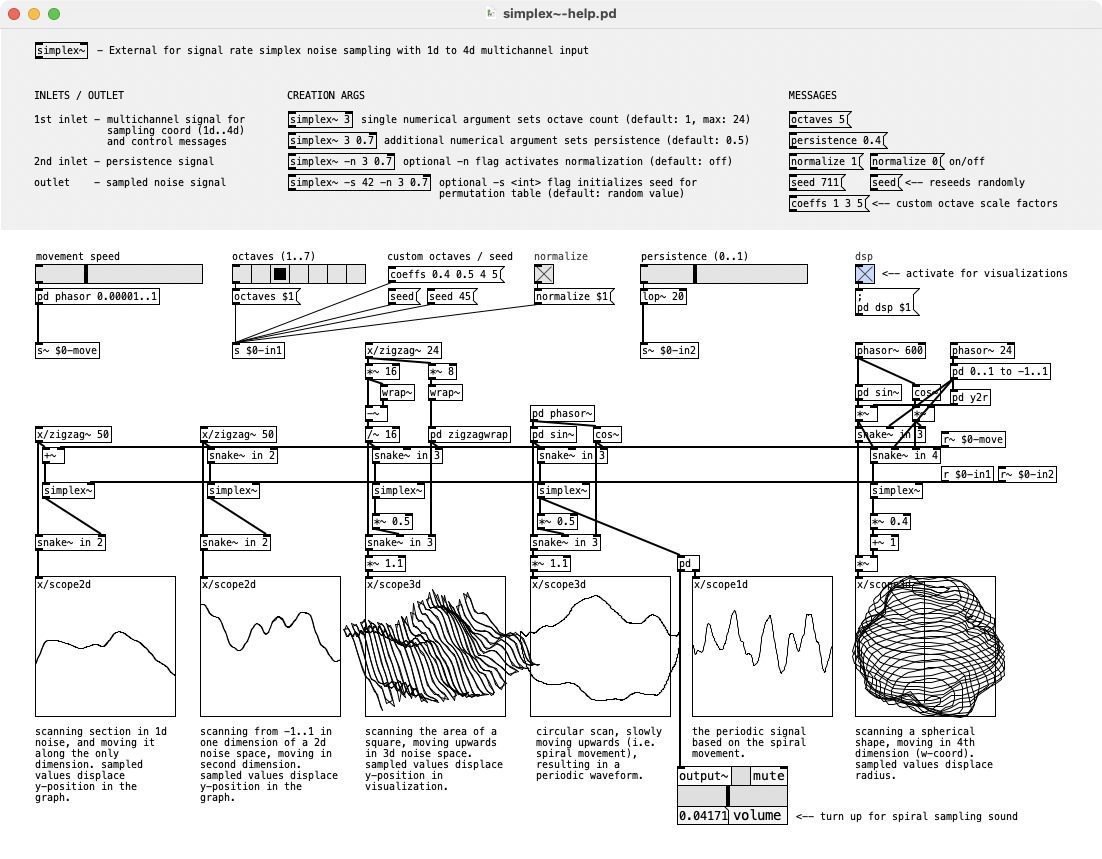 simplex~-help.pd
simplex~ – External for signal rate simplex noise sampling with 1d to 4d multichannel input
INLETS / OUTLET
1st inlet – multichannel signal for
sampling coord (1d..4d)
and control messages
2nd inlet – persistence signal
outlet – sampled noise signal
CREATION ARGS
simplex~ 3 single numerical argument sets octave count (default: 1, max: 24)
simplex~ 3 0.7 additional numerical argument sets persistence (default: 0.5)
simplex~ -n 3 0.7 optional -n flag activates normalization (default: off)
simplex~ -s 42 -n 3 0.7 optional -s <int> flag initializes seed for
permutation table (default: random value)
MESSAGES
octaves 5
persistence 0.4
normalize 1 normalize 0 on/off
seed 711 seed <-- reseeds randomly
coeffs 1 3 5 <-- custom octave scale factors
movement speed
pd phasor 0.00001..1
s~ $0-move
octaves (1..7)
octaves $1
s $0-in1
custom octaves / seed
coeffs 0.4 0.5 4 5
seed seed 45
normalize
normalize $1
persistence (0..1)
lop~ 20
s~ $0-in2
dsp
<-- activate for visualizations
;
pd dsp $1
x/zigzag~ 50
+~
simplex~
snake~ in 2
x/scope2d
scanning section in 1d
noise, and moving it
along the only
dimension. sampled
values displace
y-position in the
graph.
x/zigzag~ 50
snake~ in 2
simplex~
snake~ in 2
x/scope2d
scanning from -1..1 in
one dimension of a 2d
noise space, moving in
second dimension.
sampled values displace
y-position in the
graph.
x/zigzag~ 24
*~ 16 *~ 8
wrap~ wrap~
-~
/~ 16 pd zigzagwrap
snake~ in 3
simplex~
*~ 0.5
snake~ in 3
*~ 1.1
x/scope3d
scanning the area of a
square, moving upwards
in 3d noise space.
sampled values displace
y-position in
visualization.
pd phasor~
pd sin~ cos~
snake~ in 3
simplex~
*~ 0.5
snake~ in 3
*~ 1.1
x/scope3d
circular scan, slowly
moving upwards (i.e.
spiral movement),
resulting in a
periodic waveform.
pd
x/scope1d
the periodic signal
based on the spiral
movement.
output~ mute
0.04171 volume
<-- turn up for spiral sampling sound
phasor~ 600 phasor~ 24
pd 0..1 to -1..1
pd sin~ cos~ pd y2r
*~ *~
snake~ in 3 r~ $0-move
snake~ in 4
r $0-in1 r~ $0-in2
simplex~
*~ 0.4
+~ 1
*~
x/scope3d
scanning a spherical
shape, moving in 4th
dimension (w-coord).
sampled values displace
radius.